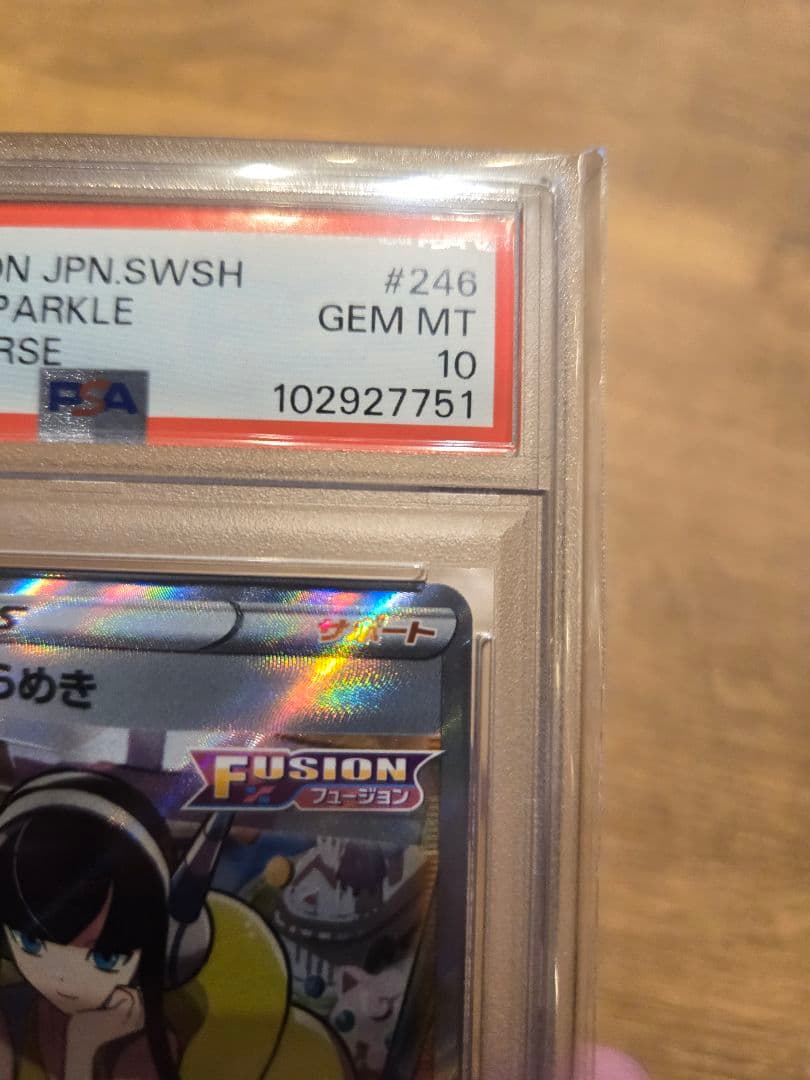 ON JPN.SWSH #246
SPARKLE GEM MT
RSE 10
PSA 102927751
S サポート
らめき
FUSION
フュージョン